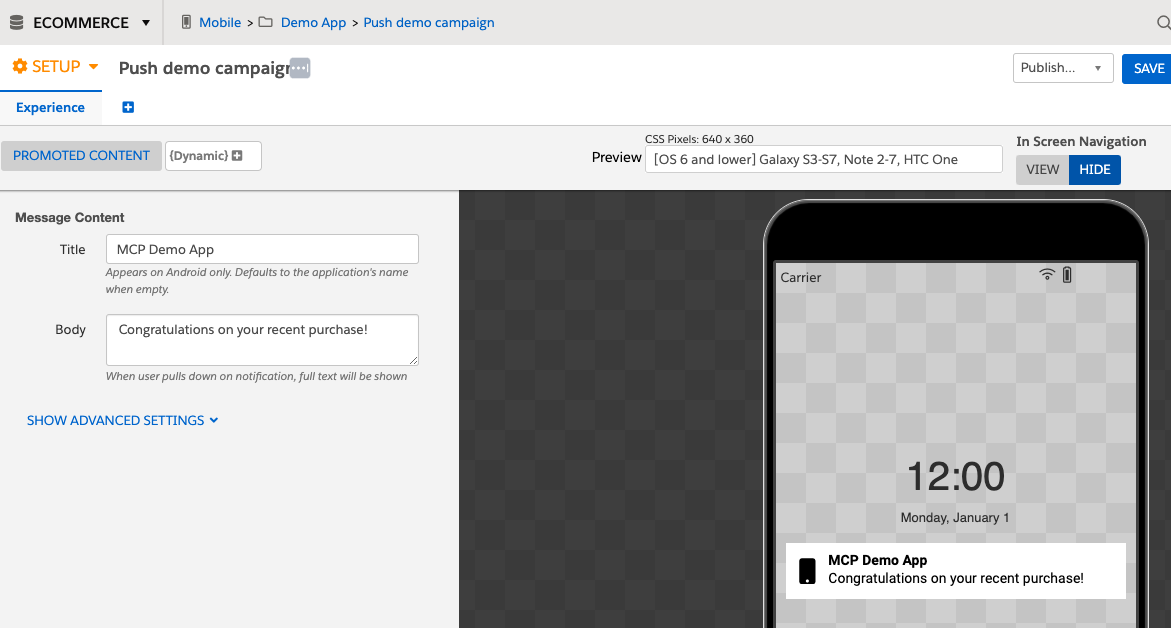 ECOMMERCE
Mobile > Demo App > Push demo campaign
SETUP
Push demo campaign
Publish...
SAVE
Experience
PROMOTED CONTENT
{Dynamic}
Preview
CSS Pixels: 640 x 360
[OS 6 and lower] Galaxy S3-S7, Note 2-7, HTC One
In Screen Navigation
VIEW
HIDE
Message Content
Title
MCP Demo App
Appears on Android only. Defaults to the application's name
when empty.
Body
Congratulations on your recent purchase!
When user pulls down on notification, full text will be shown
SHOW ADVANCED SETTINGS
Carrier
12:00
Monday, January 1
MCP Demo App
Congratulations on your recent purchase!